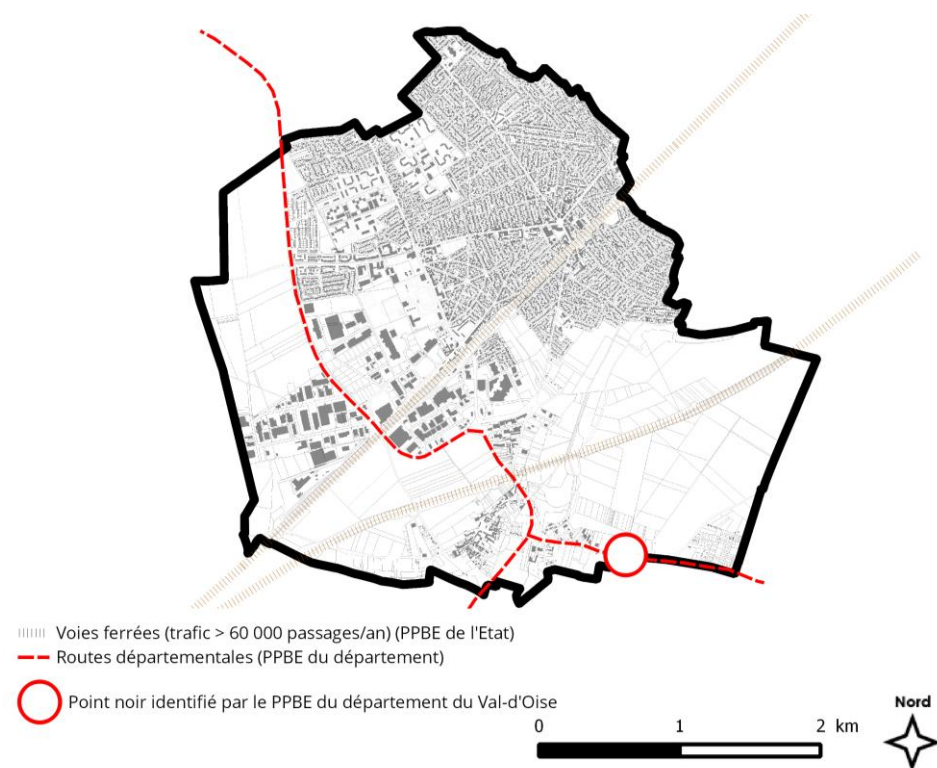 Voies ferrées (trafic > 60 000 passages/an) (PPBE de l'Etat)
Routes départementales (PPBE du département)
Point noir identifié par le PPBE du département du Val-d'Oise
Nord
0 1 2 km